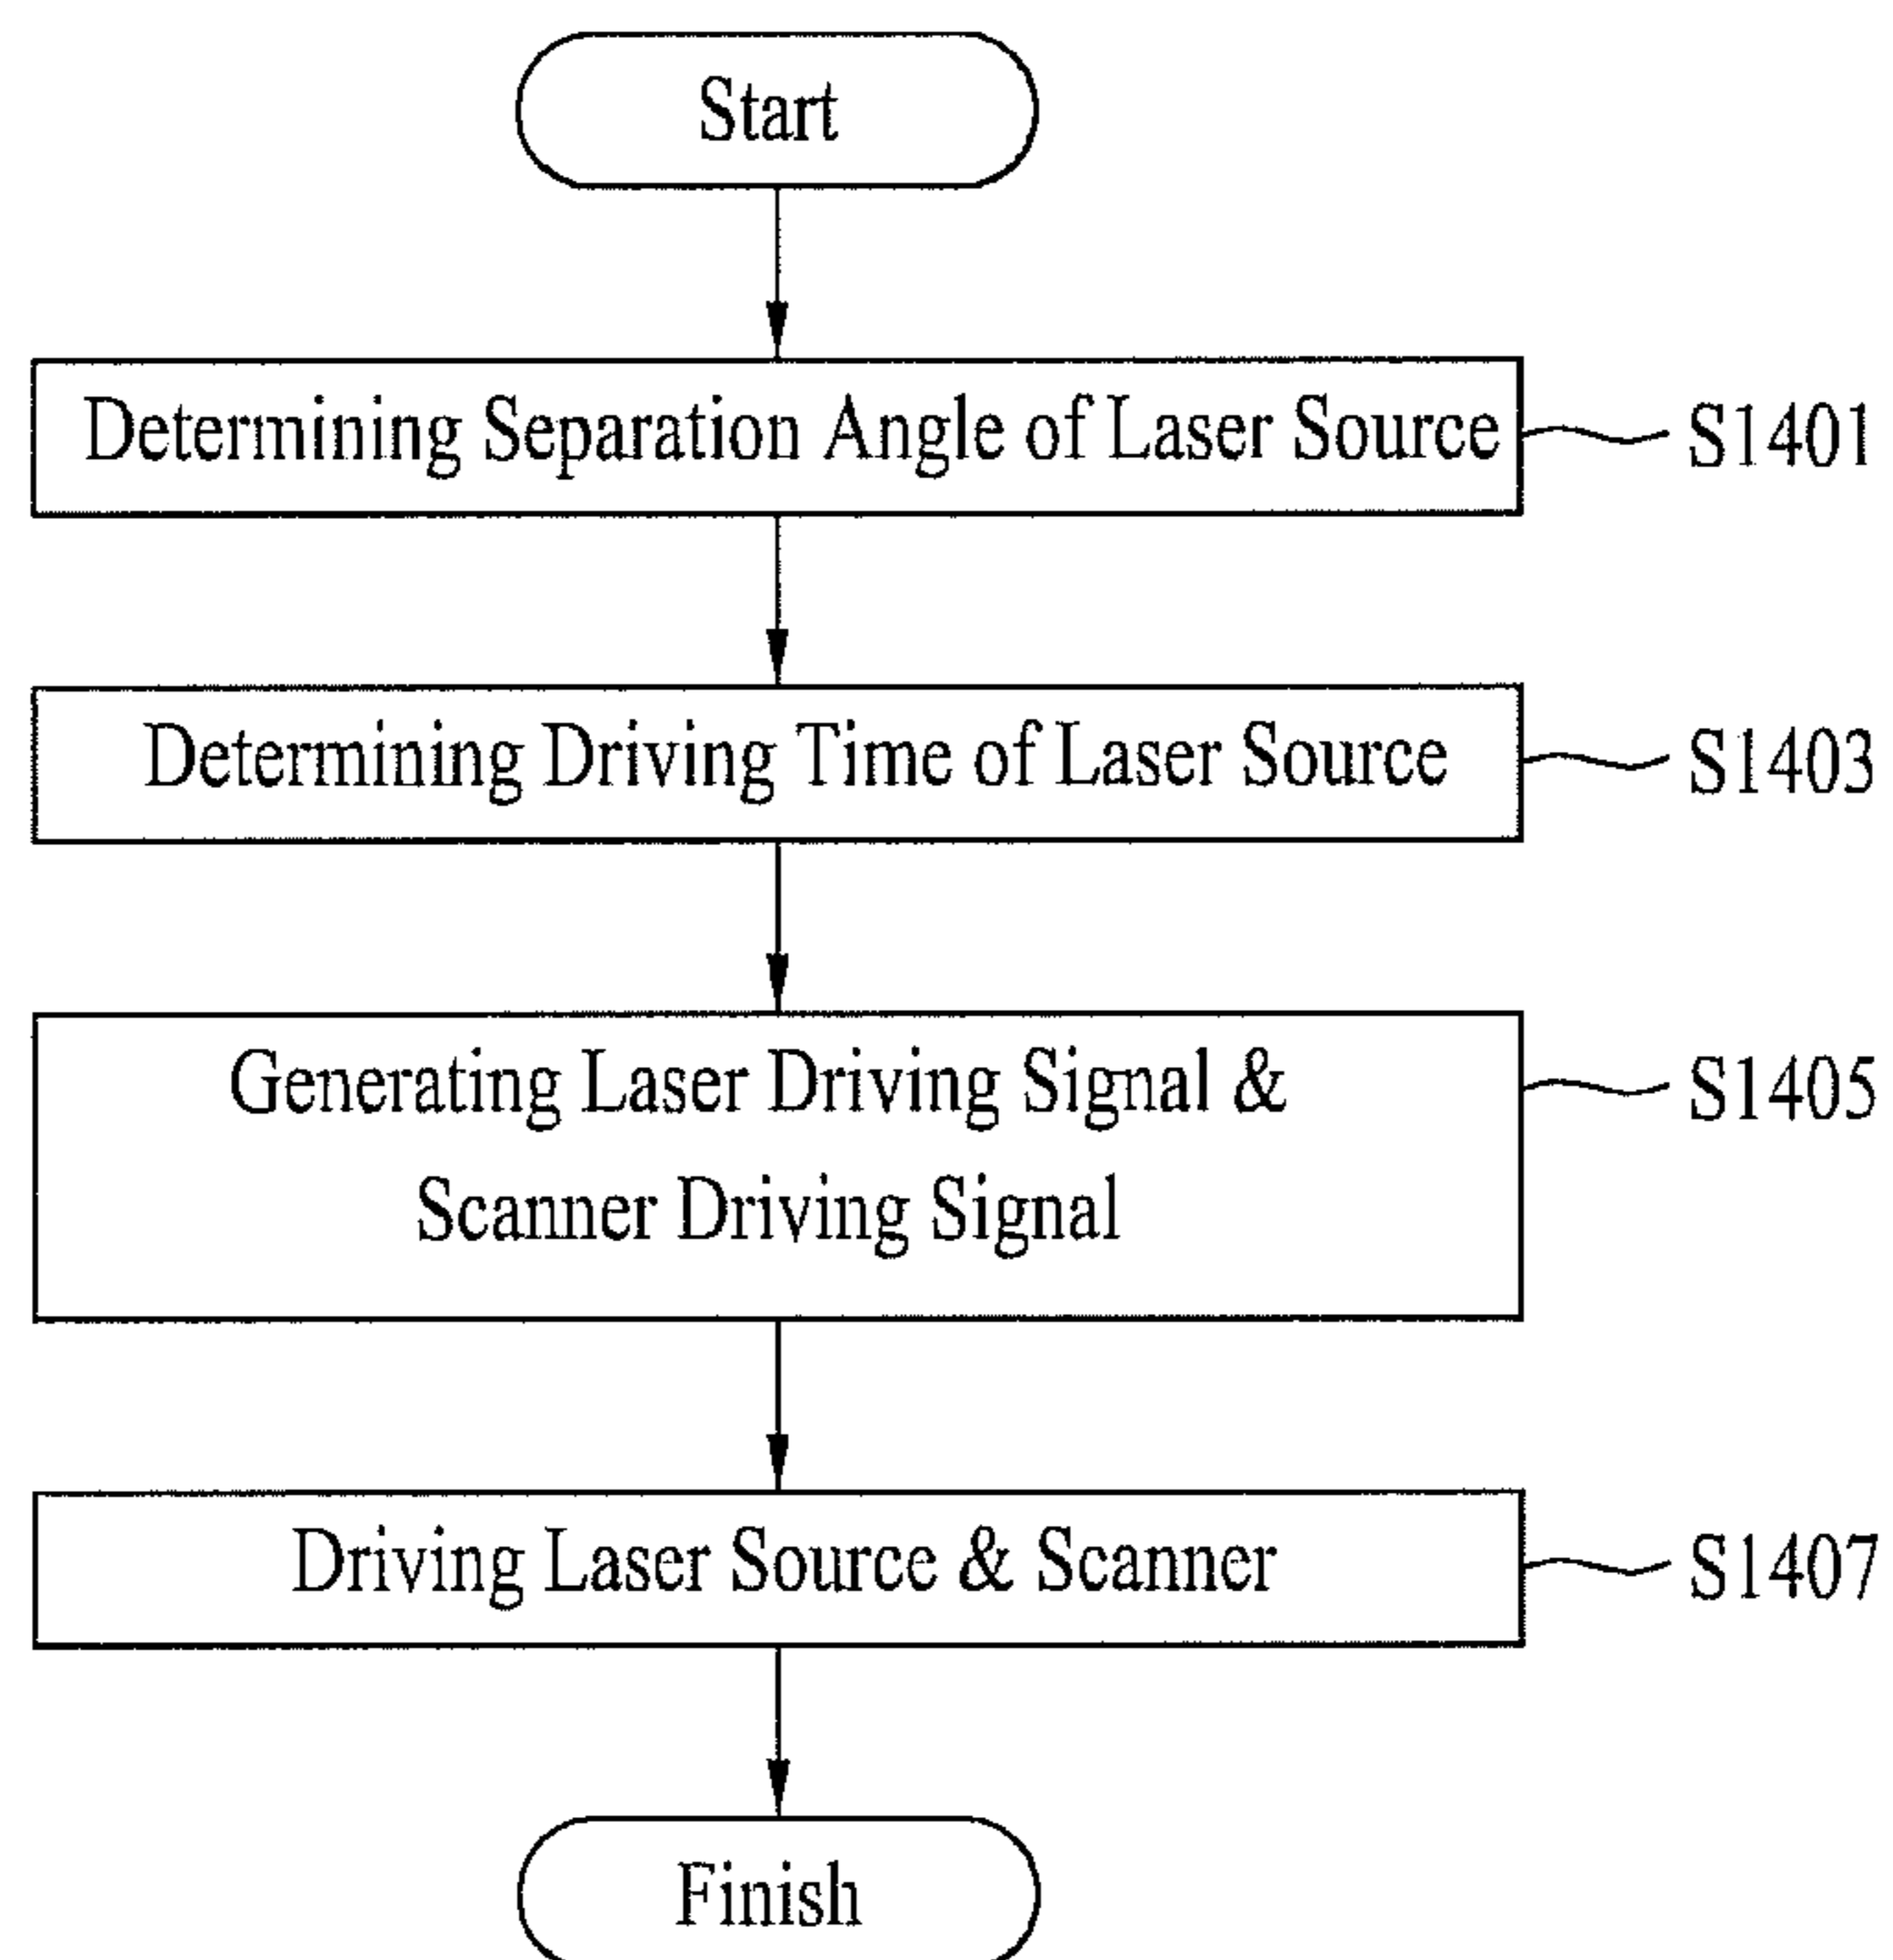 Start
Determining Separation Angle of Laser Source
S1401
Determining Driving Time of Laser Source
S1403
Generating Laser Driving Signal &
Scanner Driving Signal
S1405
Driving Laser Source & Scanner
S1407
Finish